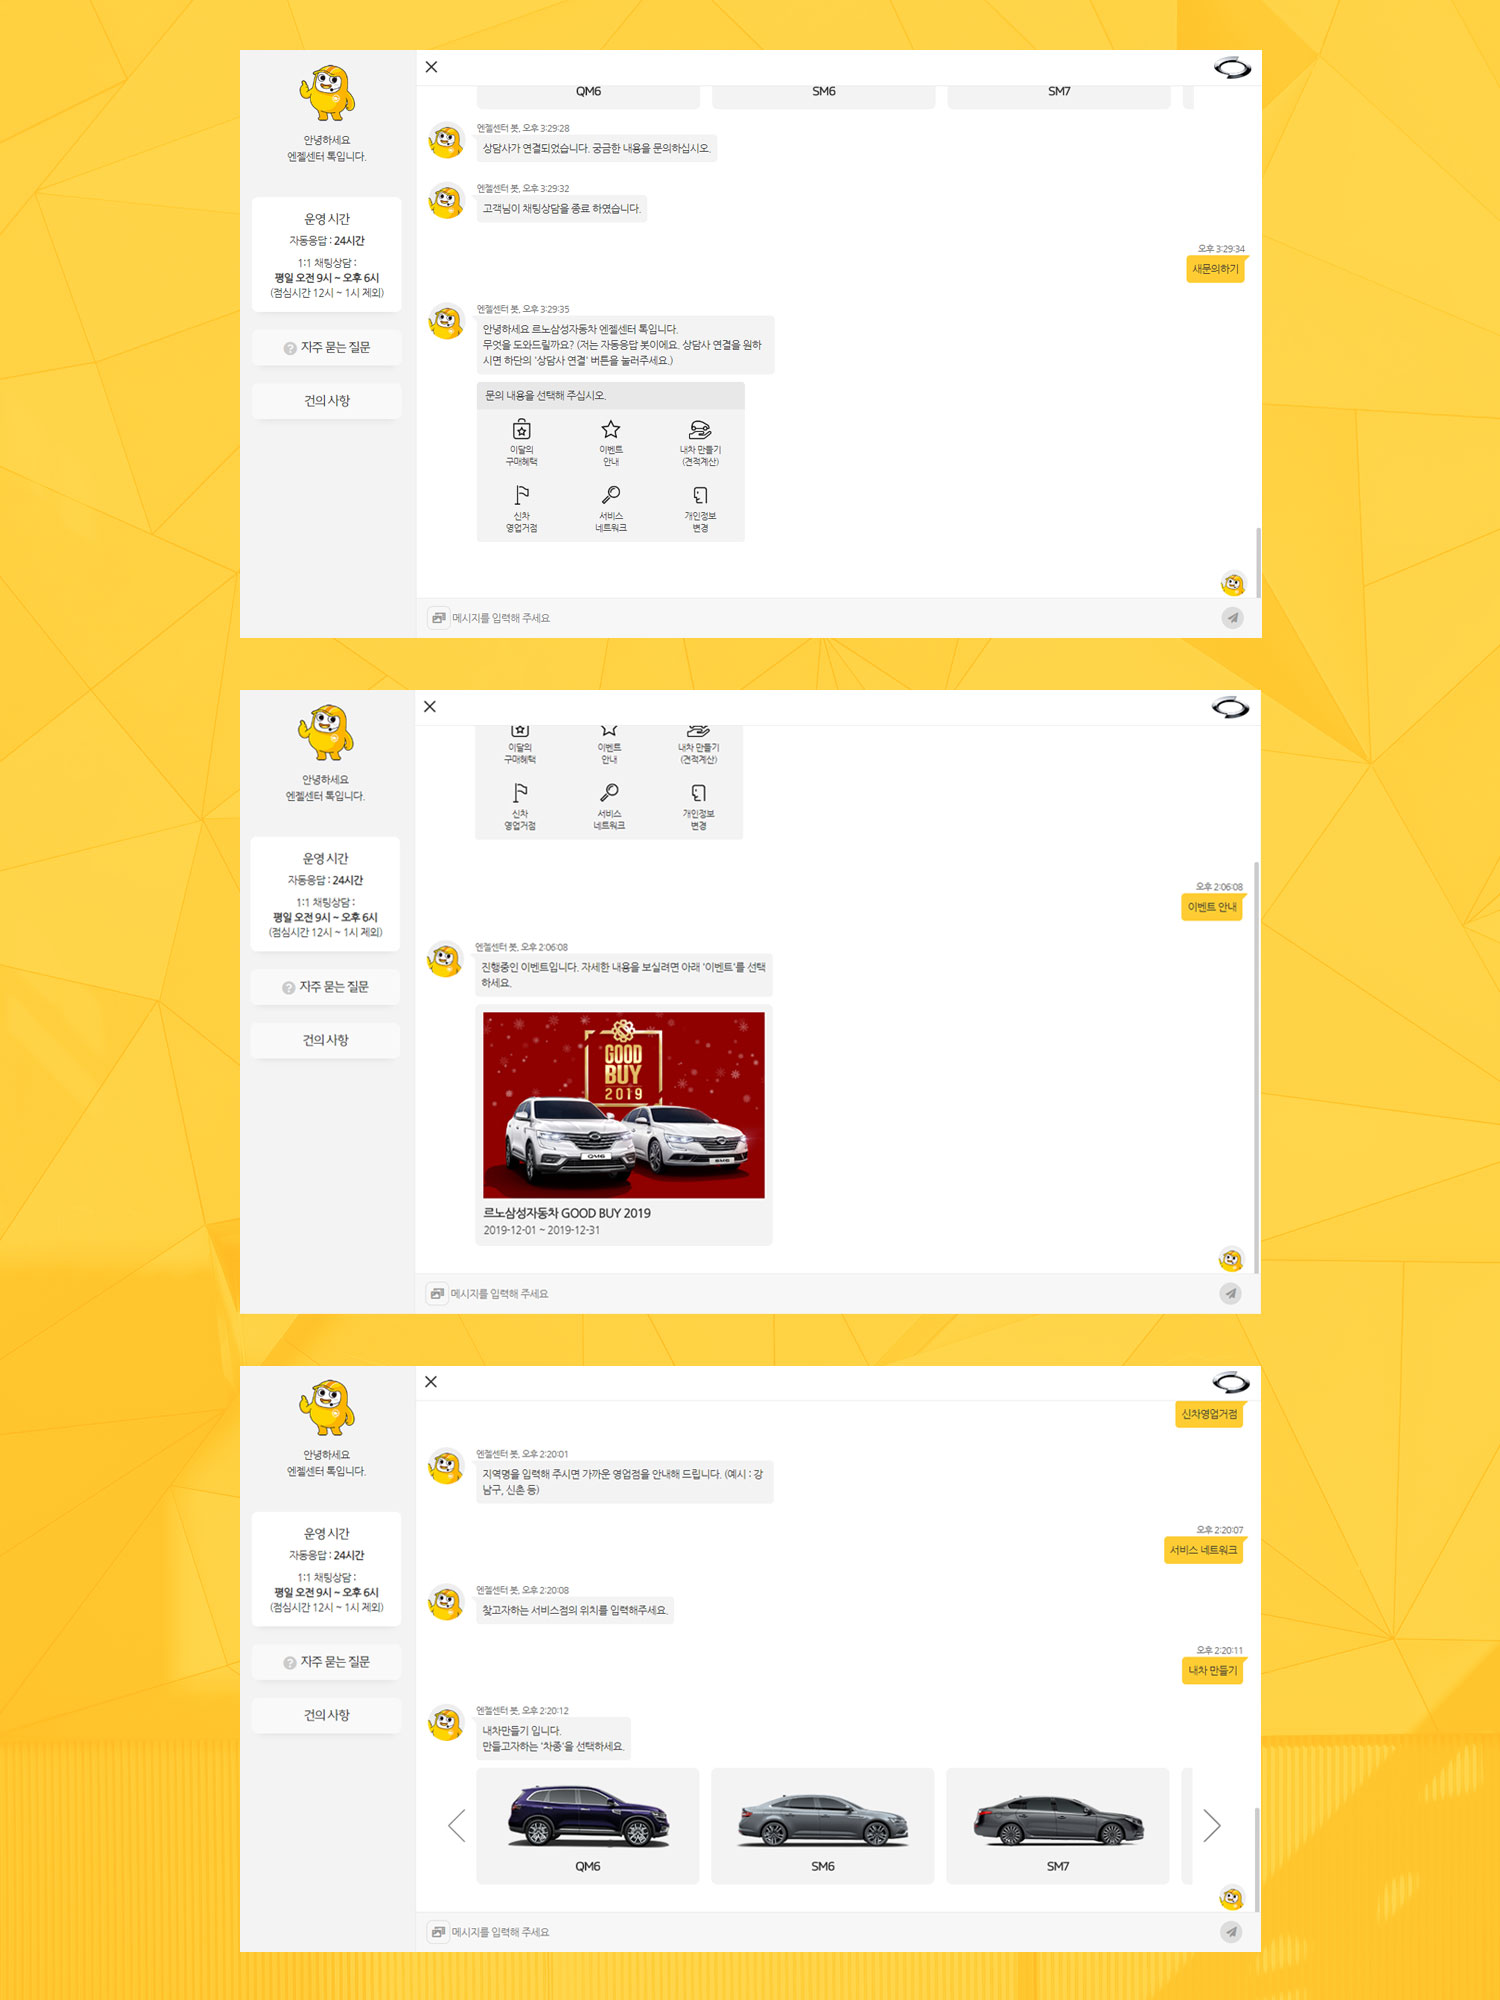 안녕하세요
엔젤센터 톡입니다.
운영 시간
자동응답 : 24시간
1:1 채팅상담 :
평일 오전 9시 ~ 오후 6시
(점심시간 12시 ~ 1시 제외)
자주 묻는 질문
건의 사항
QM6 SM6 SM7
엔젤센터 봇, 오후 3:29:28
상담사가 연결되었습니다. 궁금한 내용을 문의하십시오.
엔젤센터 봇, 오후 3:29:32
고객님이 채팅상담을 종료 하였습니다.
오후 3:29:34
새문의하기
엔젤센터 봇, 오후 3:29:35
안녕하세요 르노삼성자동차 엔젤센터 톡입니다.
무엇을 도와드릴까요? (저는 자동응답 봇이에요. 상담사 연결을 원하
시면 하단의 '상담사 연결' 버튼을 눌러주세요.)
문의 내용을 선택해 주십시오.
이달의
구매혜택
이벤트
안내
내차 만들기
(견적계산)
신차
영업거점
서비스
네트워크
개인정보
변경
메시지를 입력해 주세요
안녕하세요
엔젤센터 톡입니다.
운영 시간
자동응답 : 24시간
1:1 채팅상담 :
평일 오전 9시 ~ 오후 6시
(점심시간 12시 ~ 1시 제외)
자주 묻는 질문
건의 사항
이달의
구매혜택
이벤트
안내
내차 만들기
(견적계산)
신차
영업거점
서비스
네트워크
개인정보
변경
오후 2:06:08
이벤트 안내
엔젤센터 봇, 오후 2:06:08
진행중인 이벤트입니다. 자세한 내용을 보실려면 아래 '이벤트'를 선택
하세요.
GOOD
BUY
2019
QM6
SM6
르노삼성자동차 GOOD BUY 2019
2019-12-01 ~ 2019-12-31
메시지를 입력해 주세요
안녕하세요
엔젤센터 톡입니다.
운영 시간
자동응답 : 24시간
1:1 채팅상담 :
평일 오전 9시 ~ 오후 6시
(점심시간 12시 ~ 1시 제외)
자주 묻는 질문
건의 사항
신차영업거점
엔젤센터 봇, 오후 2:20:01
지역명을 입력해 주시면 가까운 영업점을 안내해 드립니다. (예시 : 강
남구, 신촌 등)
오후 2:20:07
서비스 네트워크
엔젤센터 봇, 오후 2:20:08
찾고자하는 서비스점의 위치를 입력해주세요.
오후 2:20:11
내차 만들기
엔젤센터 봇, 오후 2:20:12
내차만들기 입니다.
만들고자하는 '차종'을 선택하세요.
QM6 SM6 SM7
메시지를 입력해 주세요